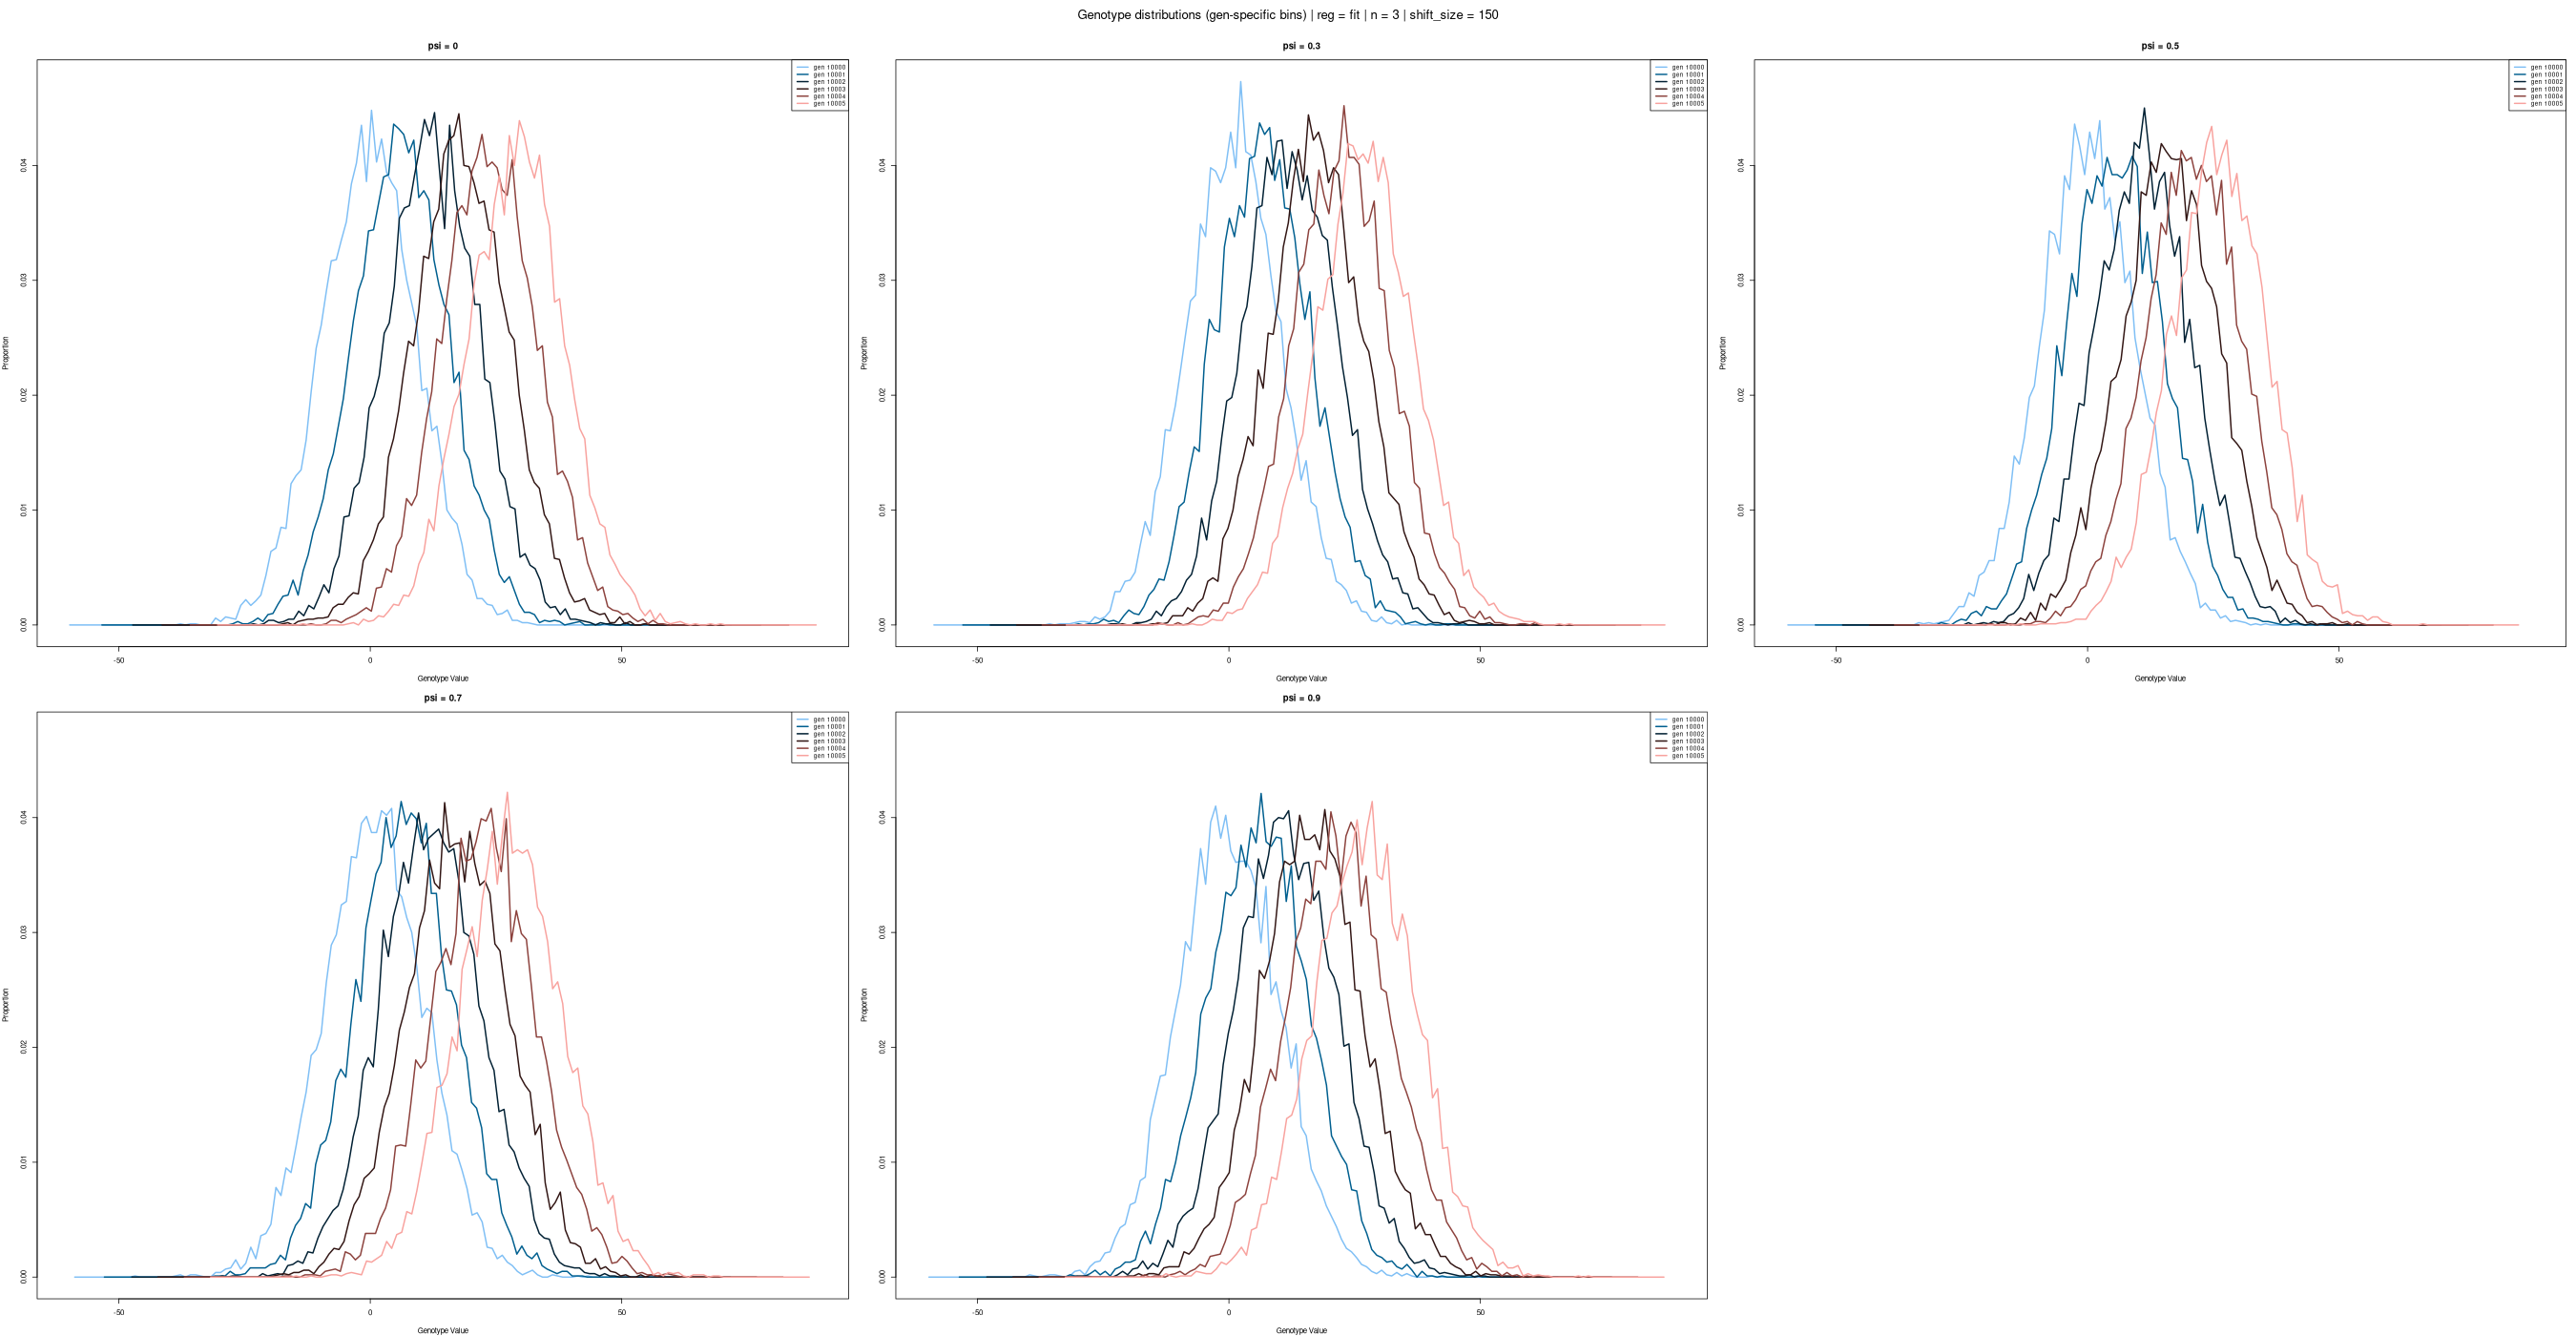 Genotype distributions (gen-specific bins) | reg = fit | n = 3 | shift_size = 150
psi = 0
gen 10000
gen 10001
gen 10002
gen 10003
gen 10004
gen 10005
Proportion
0.04
0.03
0.02
0.01
0.00
-50 0 50
Genotype Value
psi = 0.3
gen 10000
gen 10001
gen 10002
gen 10003
gen 10004
gen 10005
Proportion
0.04
0.03
0.02
0.01
0.00
-50 0 50
Genotype Value
psi = 0.5
gen 10000
gen 10001
gen 10002
gen 10003
gen 10004
gen 10005
Proportion
0.04
0.03
0.02
0.01
0.00
-50 0 50
Genotype Value
psi = 0.7
gen 10000
gen 10001
gen 10002
gen 10003
gen 10004
gen 10005
Proportion
0.04
0.03
0.02
0.01
0.00
-50 0 50
Genotype Value
psi = 0.9
gen 10000
gen 10001
gen 10002
gen 10003
gen 10004
gen 10005
Proportion
0.04
0.03
0.02
0.01
0.00
-50 0 50
Genotype Value